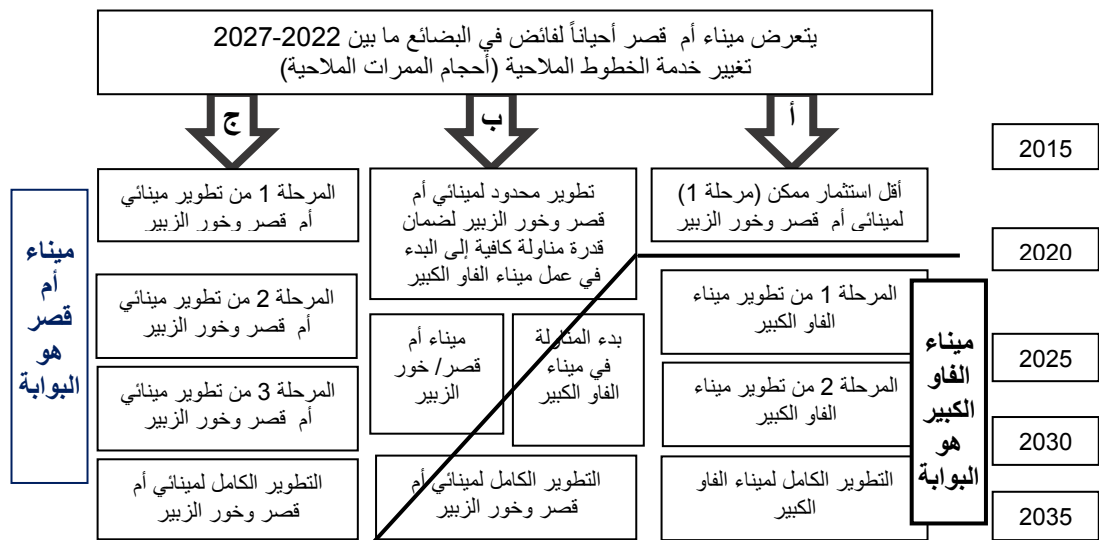 يتعرض ميناء أم قصر أحياناً لفائض في البضائع ما بين 2022-2027
تغيير خدمة الخطوط الملاحية (أحجام الممرات الملاحية)
أ
ب
ج
أقل استثمار ممكن (مرحلة 1)
لمينائي أم قصر وخور الزبير
المرحلة 1 من تطوير ميناء
الفاو الكبير
المرحلة 2 من تطوير ميناء
الفاو الكبير
التطوير الكامل لميناء الفاو
الكبير
تطوير محدود لمينائي أم
قصر وخور الزبير لضمان
قدرة مناولة كافية إلى البدء
في عمل ميناء الفاو الكبير
بدء المناولة
في ميناء
الفاو الكبير
ميناء أم
قصر/ خور
الزبير
التطوير الكامل لمينائي أم
قصر وخور الزبير
المرحلة 1 من تطوير مينائي
أم قصر وخور الزبير
المرحلة 2 من تطوير مينائي
أم قصر وخور الزبير
المرحلة 3 من تطوير مينائي
أم قصر وخور الزبير
التطوير الكامل لمينائي أم
قصر وخور الزبير
2015
2020
2025
2030
2035
ميناء
الفاو
الكبير
هو
البوابة
ميناء
أم
قصر
هو
البوابة